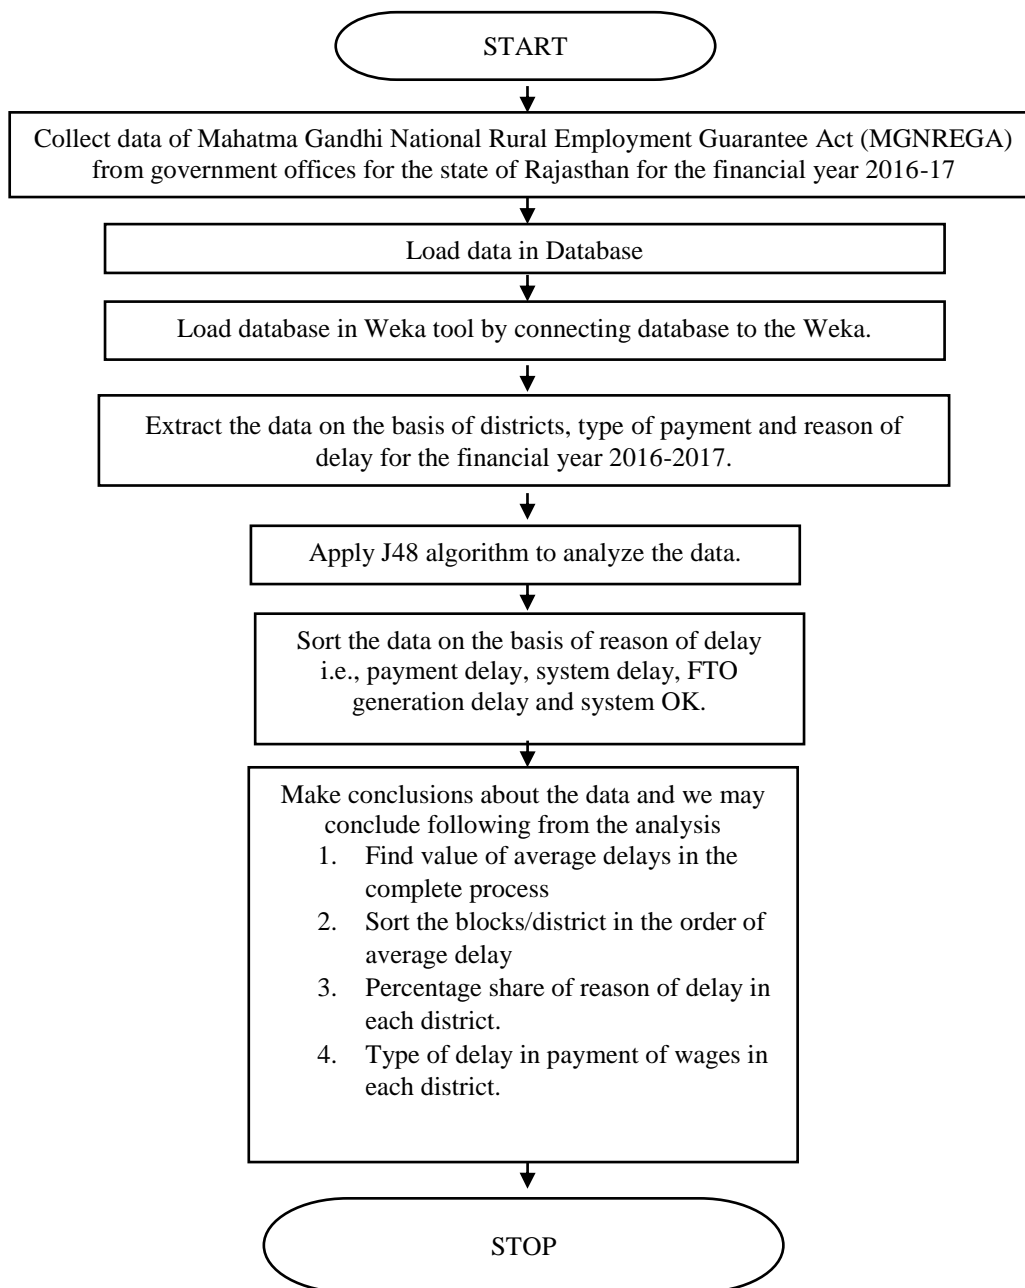 START
Collect data of Mahatma Gandhi National Rural Employment Guarantee Act (MGNREGA)
from government offices for the state of Rajasthan for the financial year 2016-17
Load data in Database
Load database in Weka tool by connecting database to the Weka.
Extract the data on the basis of districts, type of payment and reason of
delay for the financial year 2016-2017.
Apply J48 algorithm to analyze the data.
Sort the data on the basis of reason of delay
i.e., payment delay, system delay, FTO
generation delay and system OK.
Make conclusions about the data and we may
conclude following from the analysis
1. Find value of average delays in the
complete process
2. Sort the blocks/district in the order of
average delay
3. Percentage share of reason of delay in
each district.
4. Type of delay in payment of wages in
each district.
STOP